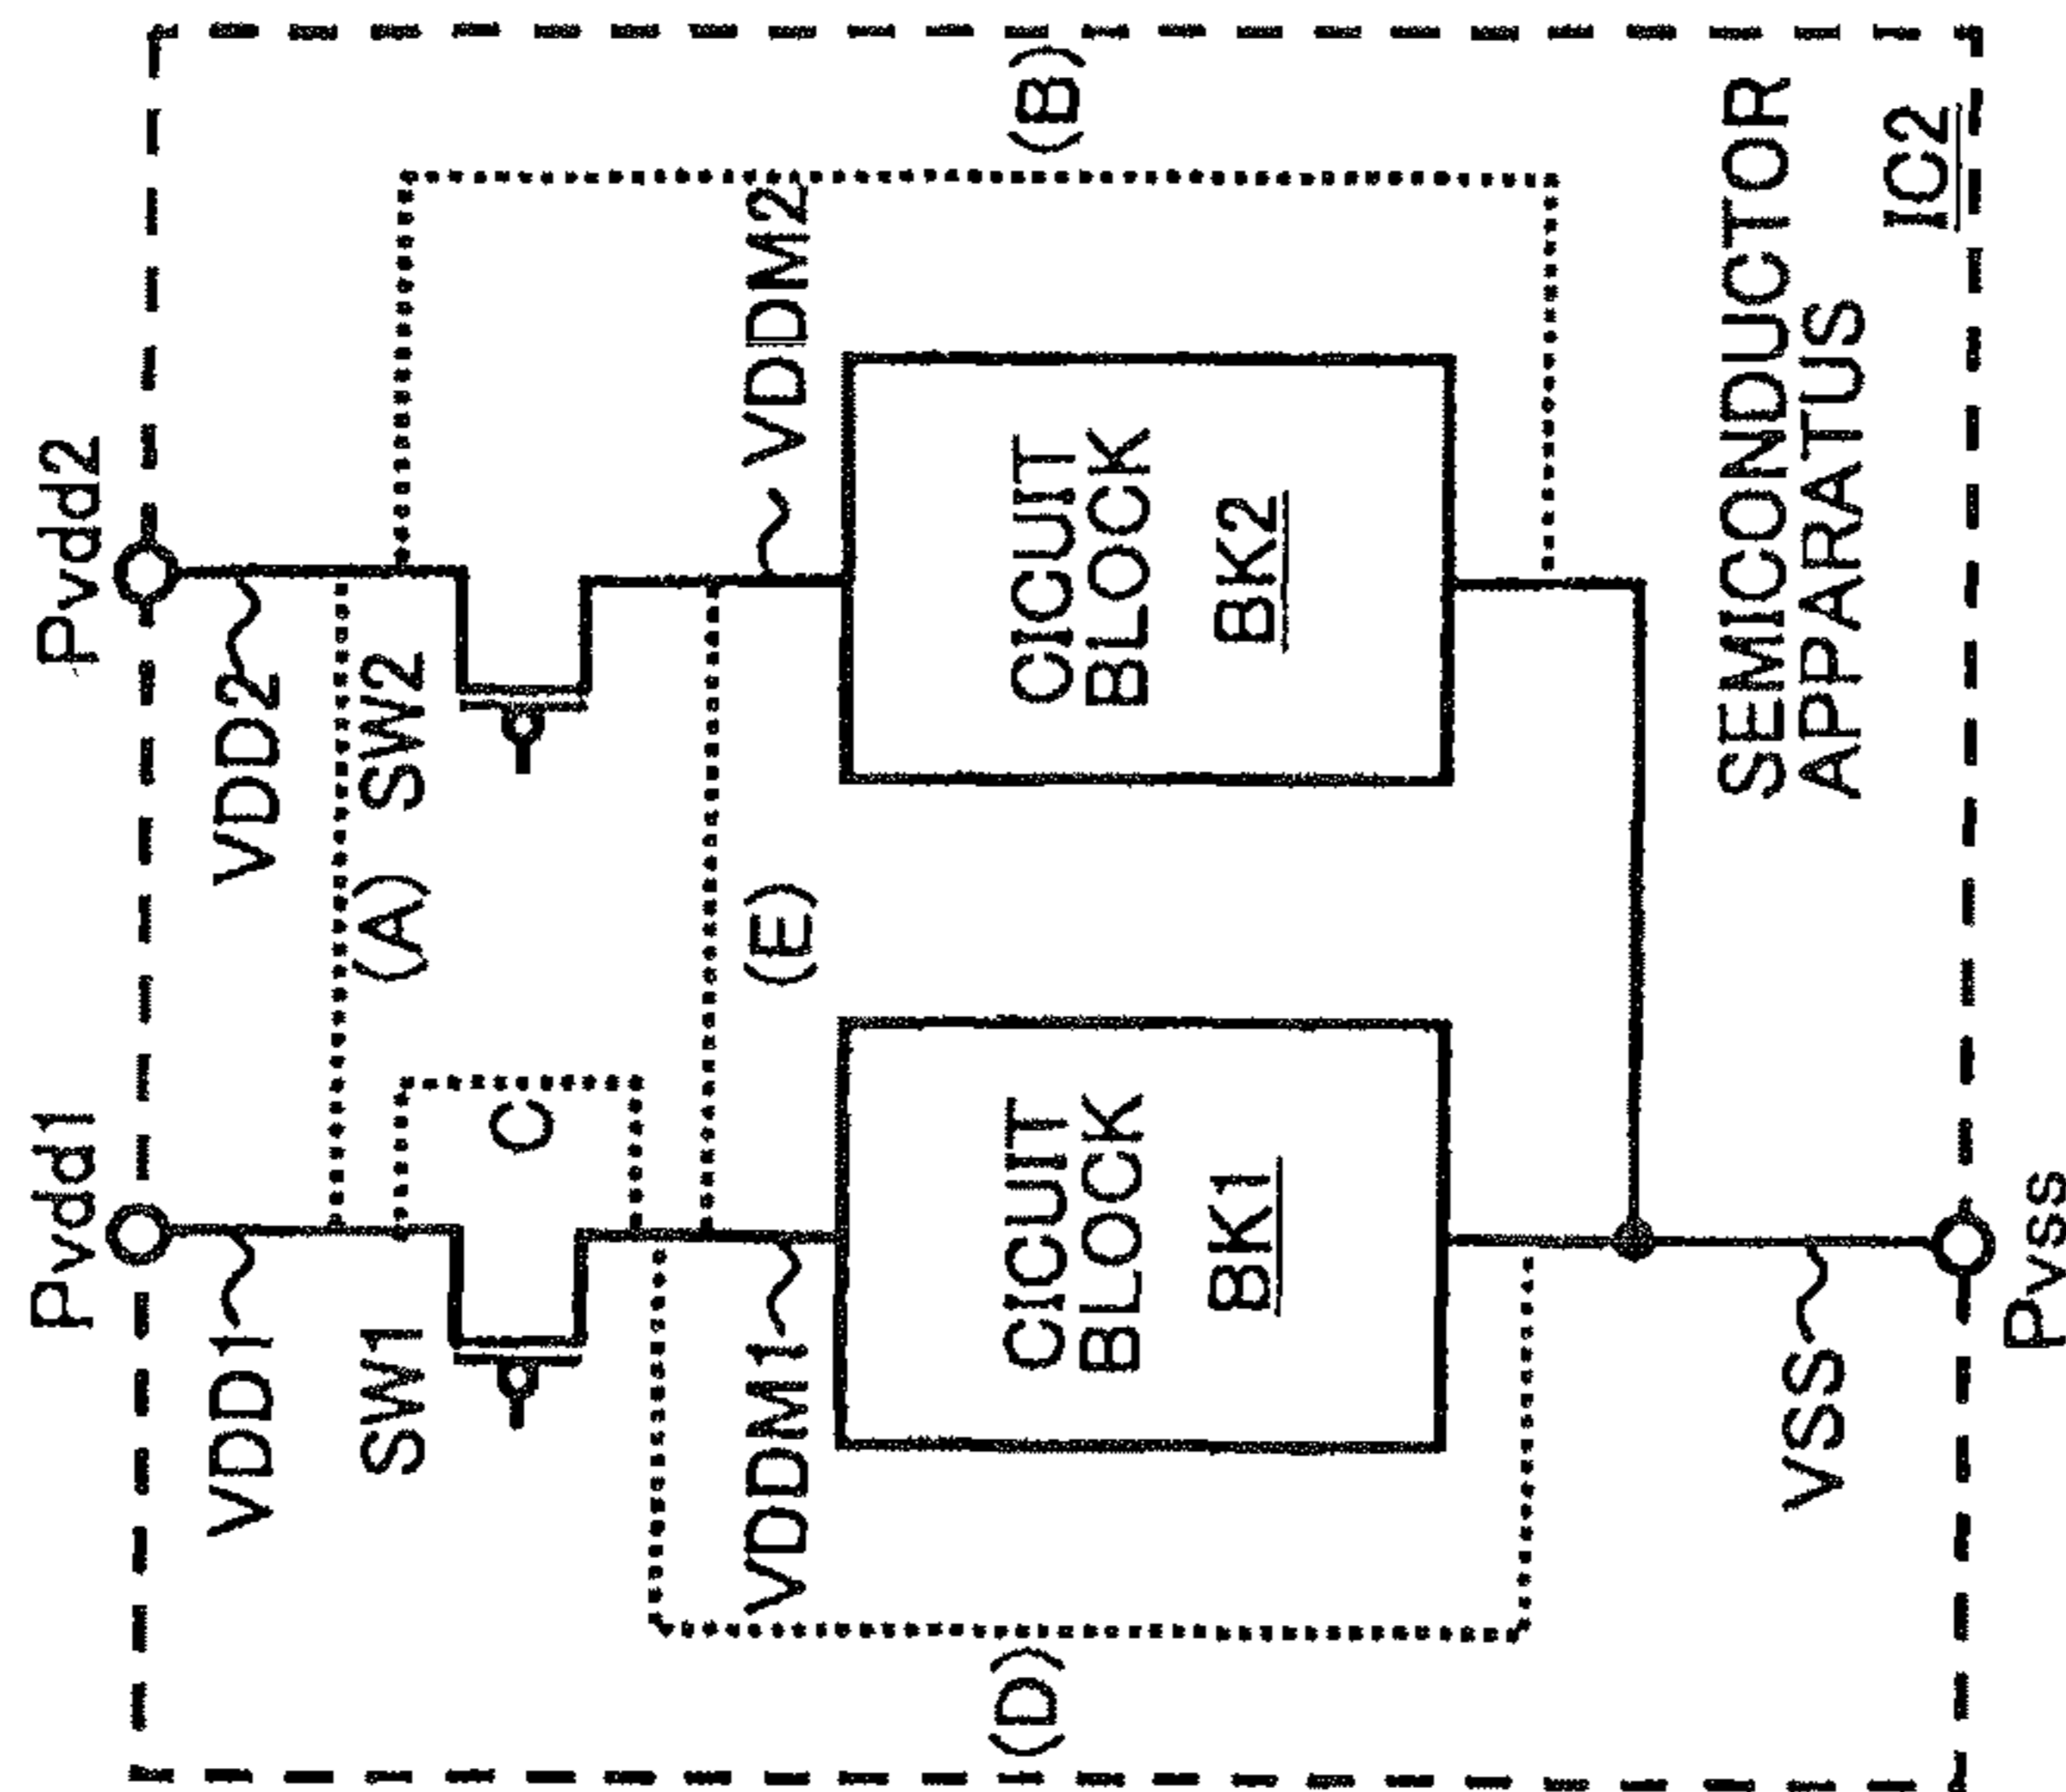 Pvdd1
Pvdd2
VDD1
VDD2
SW1
(A)
SW2
C
VDDM1
(E)
VDDM2
(D)
CICUIT
BLOCK
BK1
CICUIT
BLOCK
BK2
(B)
SEMICONDUCTOR
APPARATUS
IC2
VSS
Pvss